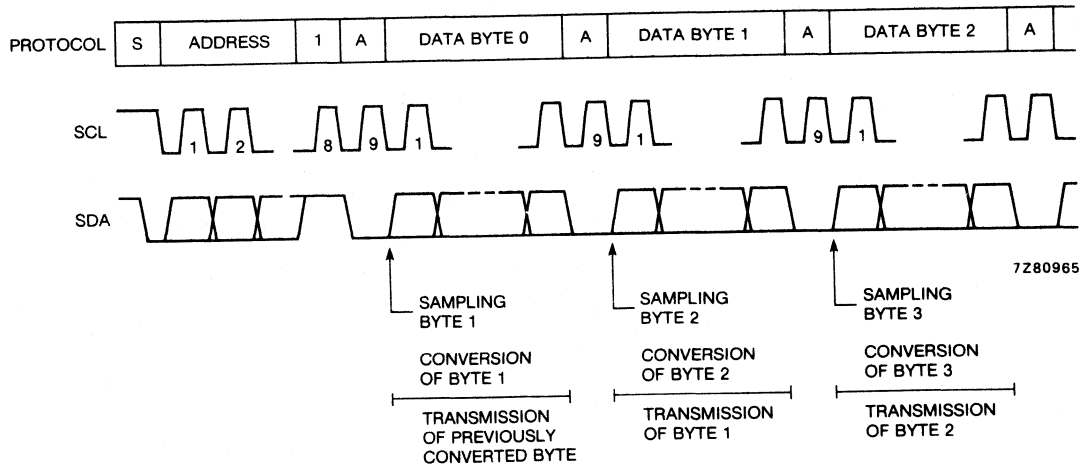 PROTOCOL S ADDRESS 1 A DATA BYTE 0 A DATA BYTE 1 A DATA BYTE 2 A
SCL 1 2 8 9 1 9 1 9 1
SDA
7Z80965
SAMPLING BYTE 1
SAMPLING BYTE 2
SAMPLING BYTE 3
CONVERSION OF BYTE 1
CONVERSION OF BYTE 2
CONVERSION OF BYTE 3
TRANSMISSION OF PREVIOUSLY CONVERTED BYTE
TRANSMISSION OF BYTE 1
TRANSMISSION OF BYTE 2